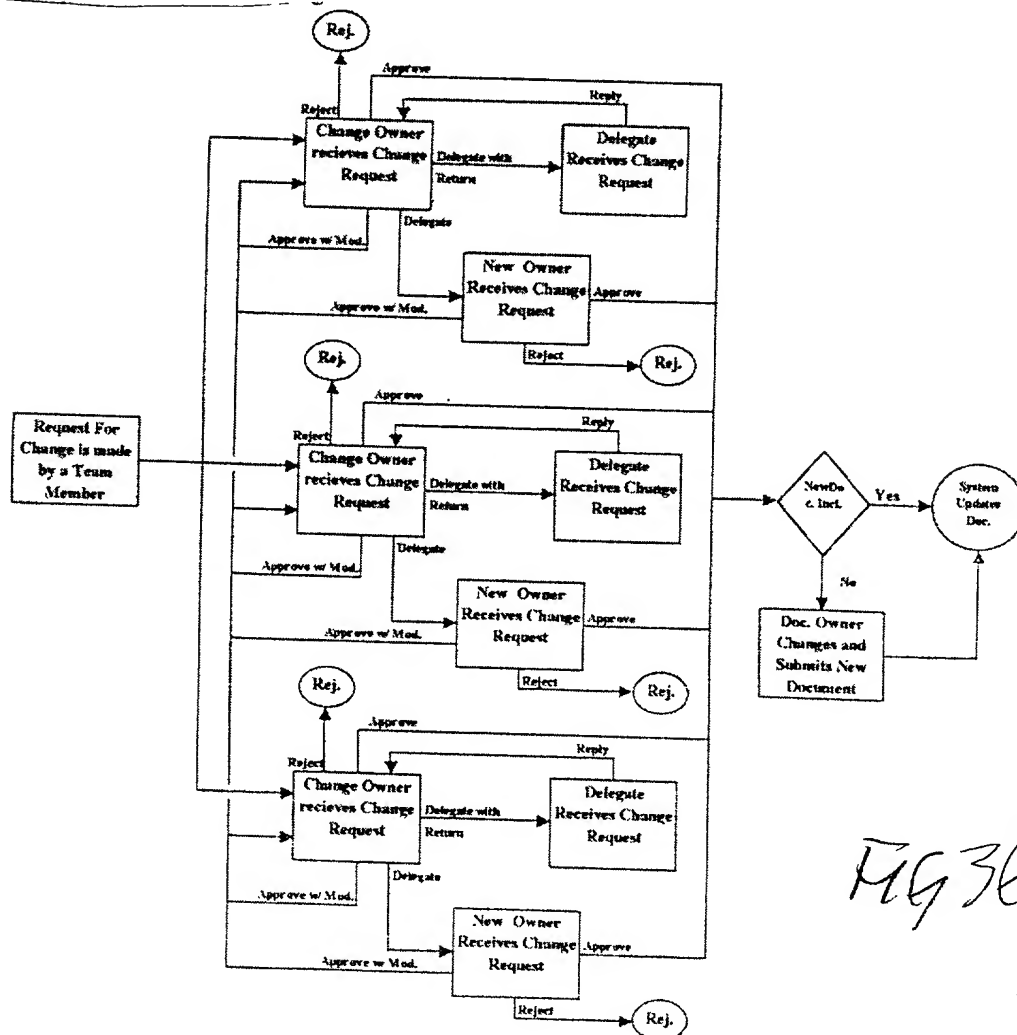 Rej.
Approve
Reply
Reject
Change Owner
recieves Change
Request
Delegate with
Return
Delegate
Receives Change
Request
Delegate
Approve w/ Mod.
New Owner
Receives Change
Request
Approve
Approve w/ Mod.
Reject
Rej.
Rej.
Approve
Reply
Reject
Change Owner
recieves Change
Request
Delegate with
Return
Delegate
Receives Change
Request
Delegate
Approve w/ Mod.
New Owner
Receives Change
Request
Approve
Approve w/ Mod.
Reject
Rej.
Request For
Change is made
by a Team
Member
NewDo
c. Incl.
Yes
System
Updates
Doc.
No
Doc. Owner
Changes and
Submits New
Document
Rej.
Approve
Reply
Reject
Change Owner
recieves Change
Request
Delegate with
Return
Delegate
Receives Change
Request
Delegate
Approve w/ Mod.
New Owner
Receives Change
Request
Approve
Approve w/ Mod.
Reject
Rej.
FIG 36